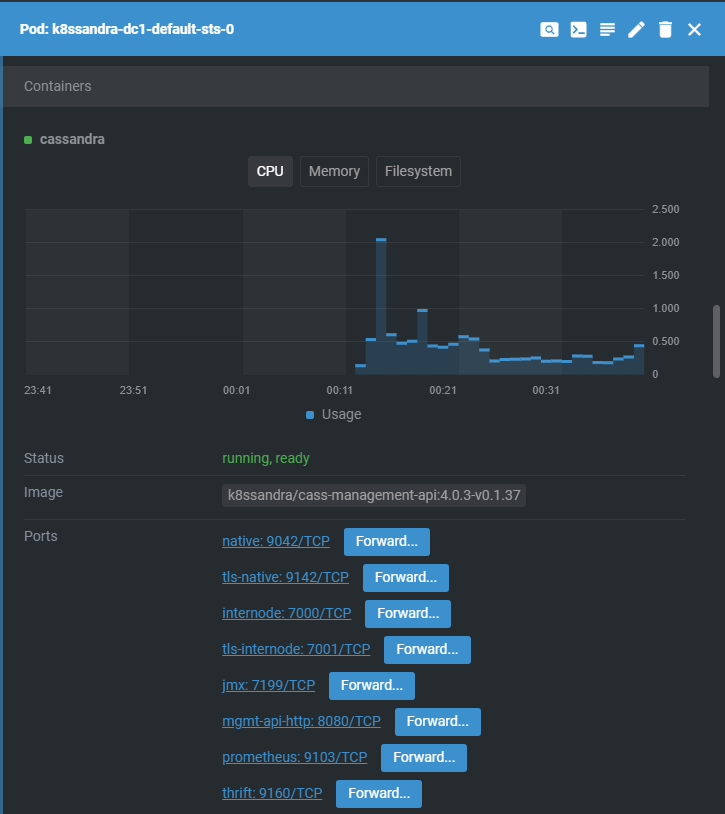 Pod: k8ssandra-dc1-default-sts-0
Containers
cassandra
CPU Memory Filesystem
2.500
2.000
1.500
1.000
0.500
0
23:41 23:51 00:01 00:11 00:21 00:31
Usage
Status running, ready
Image k8ssandra/cass-management-api:4.0.3-v0.1.37
Ports native: 9042/TCP Forward...
tls-native: 9142/TCP Forward...
internode: 7000/TCP Forward...
tls-internode: 7001/TCP Forward...
jmx: 7199/TCP Forward...
mgmt-api-http: 8080/TCP Forward...
prometheus: 9103/TCP Forward...
thrift: 9160/TCP Forward...